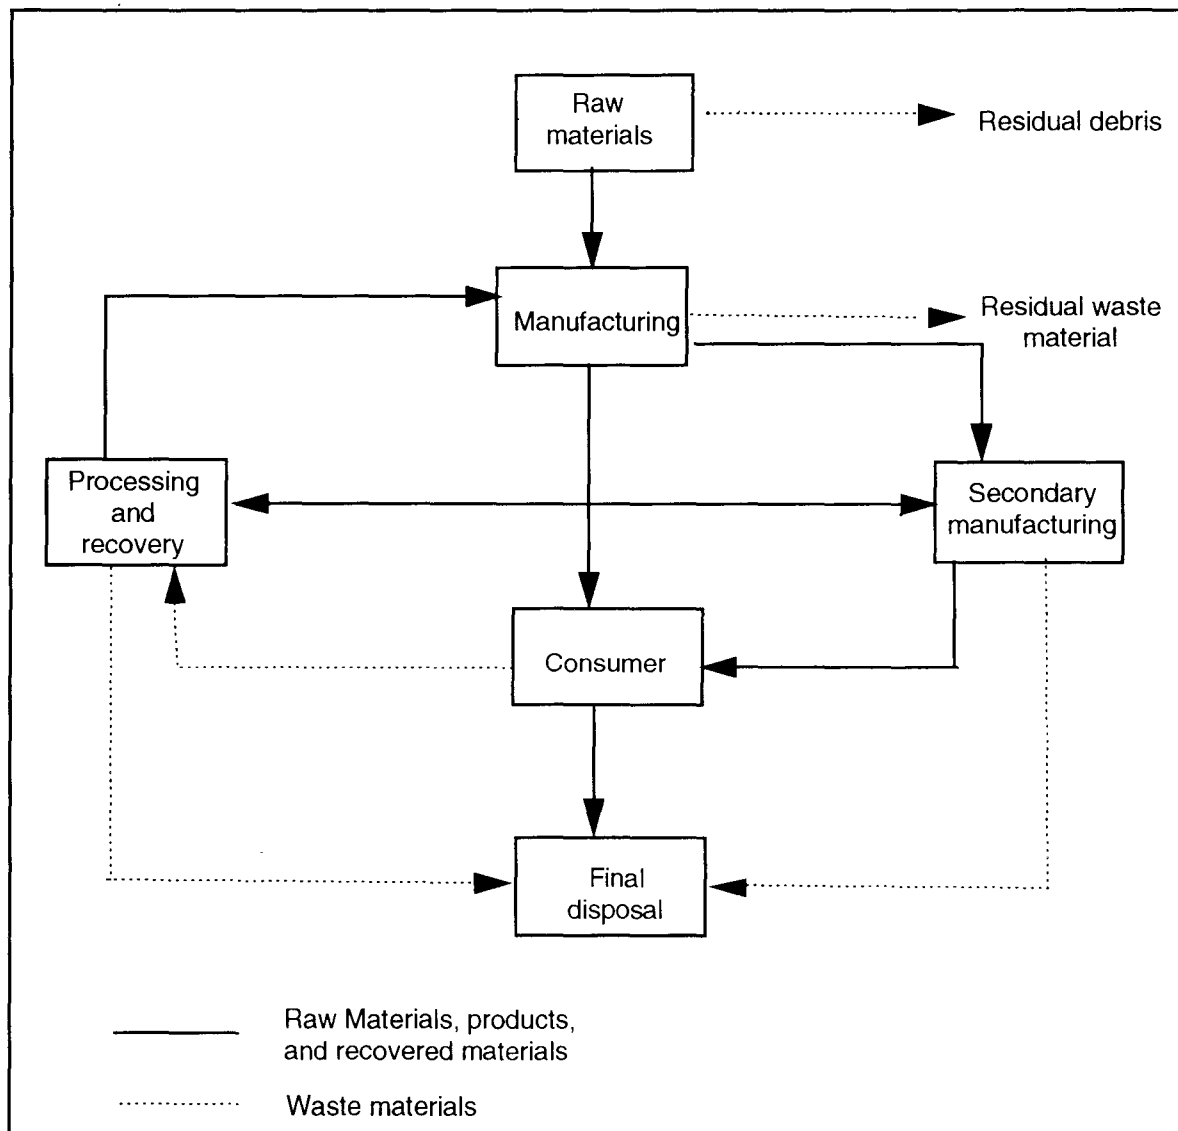 Raw
materials
Residual debris
Manufacturing
Residual waste
material
Processing
and
recovery
Secondary
manufacturing
Consumer
Final
disposal
Raw Materials, products,
and recovered materials
Waste materials